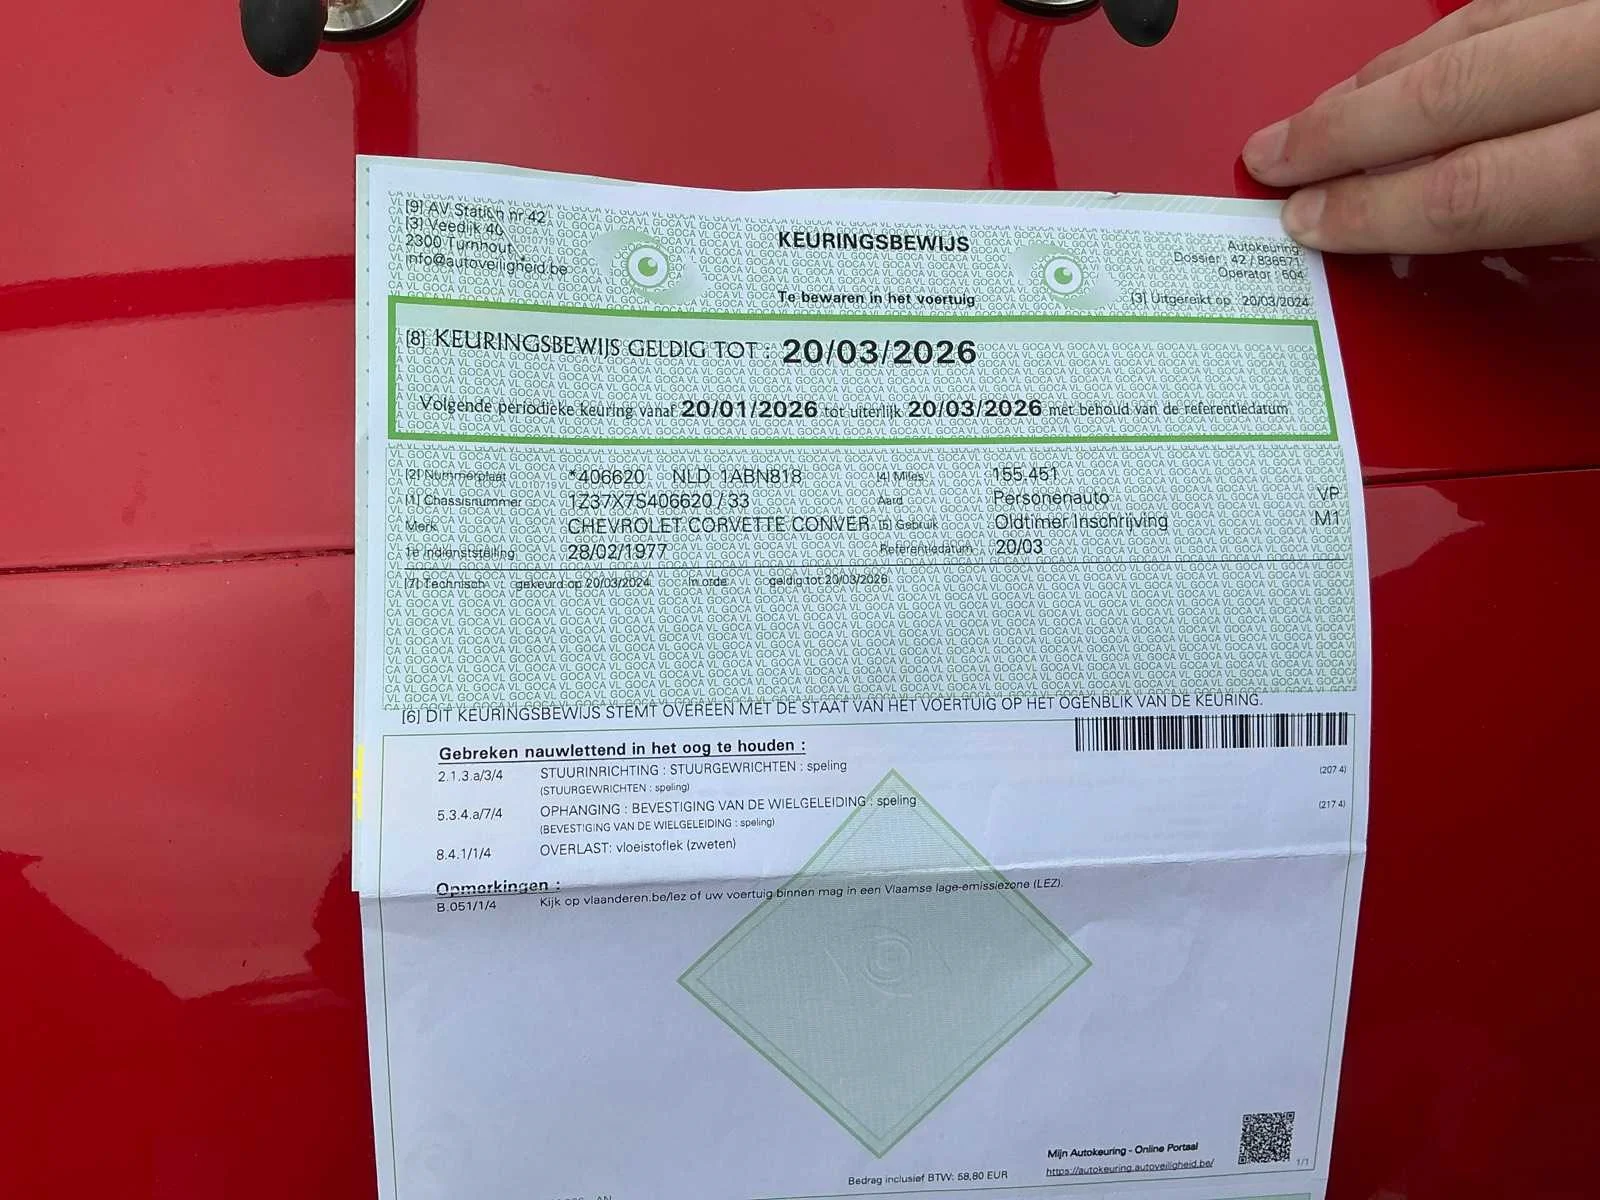 [9] AV Station nr 42
[3] Veedijk 40
2300 Turnhout
info@autoveiligheid.be
KEURINGSBEWIJS
Te bewaren in het voertuig
Autokeuring
Dossier : 42 / 836571
Operator : 504
[3] Uitgereikt op : 20/03/2024
[8] KEURINGSBEWIJS GELDIG TOT : 20/03/2026
Volgende periodieke keuring vanaf 20/01/2026 tot uiterlijk 20/03/2026 met behoud van de referentiedatum
[2] Nummerplaat *406620 NLD 1ABN818 [4] Miles 155.451
[1] Chassisnummer 1Z37X7S406620 / 33 Aard Personenauto VP
Merk CHEVROLET CORVETTE CONVER [5] Gebruik Oldtimer Inschrijving M1
1e indienststelling 28/02/1977 Referentiedatum 20/03
[7] Technisch gekeurd op 20/03/2024 In orde geldig tot 20/03/2026
[6] DIT KEURINGSBEWIJS STEMT OVEREEN MET DE STAAT VAN HET VOERTUIG OP HET OGENBLIK VAN DE KEURING.
Gebreken nauwlettend in het oog te houden :
2.1.3.a/3/4 STUURINRICHTING : STUURGEWRICHTEN : speling (207 4)
(STUURGEWRICHTEN : speling)
5.3.4.a/7/4 OPHANGING : BEVESTIGING VAN DE WIELGELEIDING : speling (217 4)
(BEVESTIGING VAN DE WIELGELEIDING : speling)
8.4.1/1/4 OVERLAST: vloeistoflek (zweten)
Opmerkingen :
B.051/1/4 Kijk op vlaanderen.be/lez of uw voertuig binnen mag in een Vlaamse lage-emissiezone (LEZ).
Mijn Autokeuring - Online Portaal
https://autokeuring.autoveiligheid.be/
1/1
Bedrag inclusief BTW: 58,80 EUR